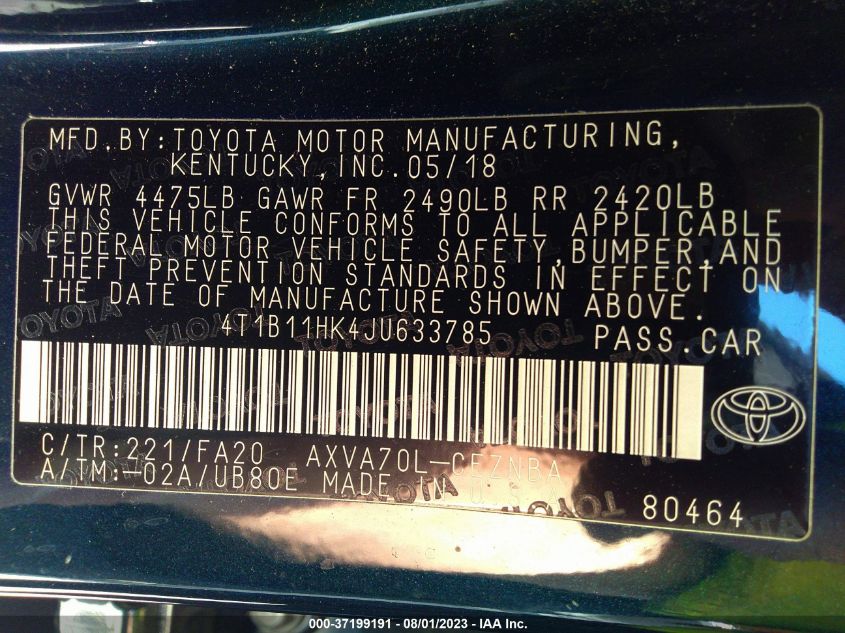 MFD.BY:TOYOTA MOTOR MANUFACTURING,
KENTUCKY,INC.05/18
GVWR 4475LB GAWR FR 2490LB RR 2420LB
THIS VEHICLE CONFORMS TO ALL APPLICABLE
FEDERAL MOTOR VEHICLE SAFETY,BUMPER,AND
THEFT PREVENTION STANDARDS IN EFFECT ON
THE DATE OF MANUFACTURE SHOWN ABOVE.
4T1B11HK4JU633785 PASS.CAR
C/TR:221/FA20 AXVA70L-CEZNBA
A/TM:-02A/UB80E MADE IN U.S
80464
000-37199191 - 08/01/2023 - IAA Inc.